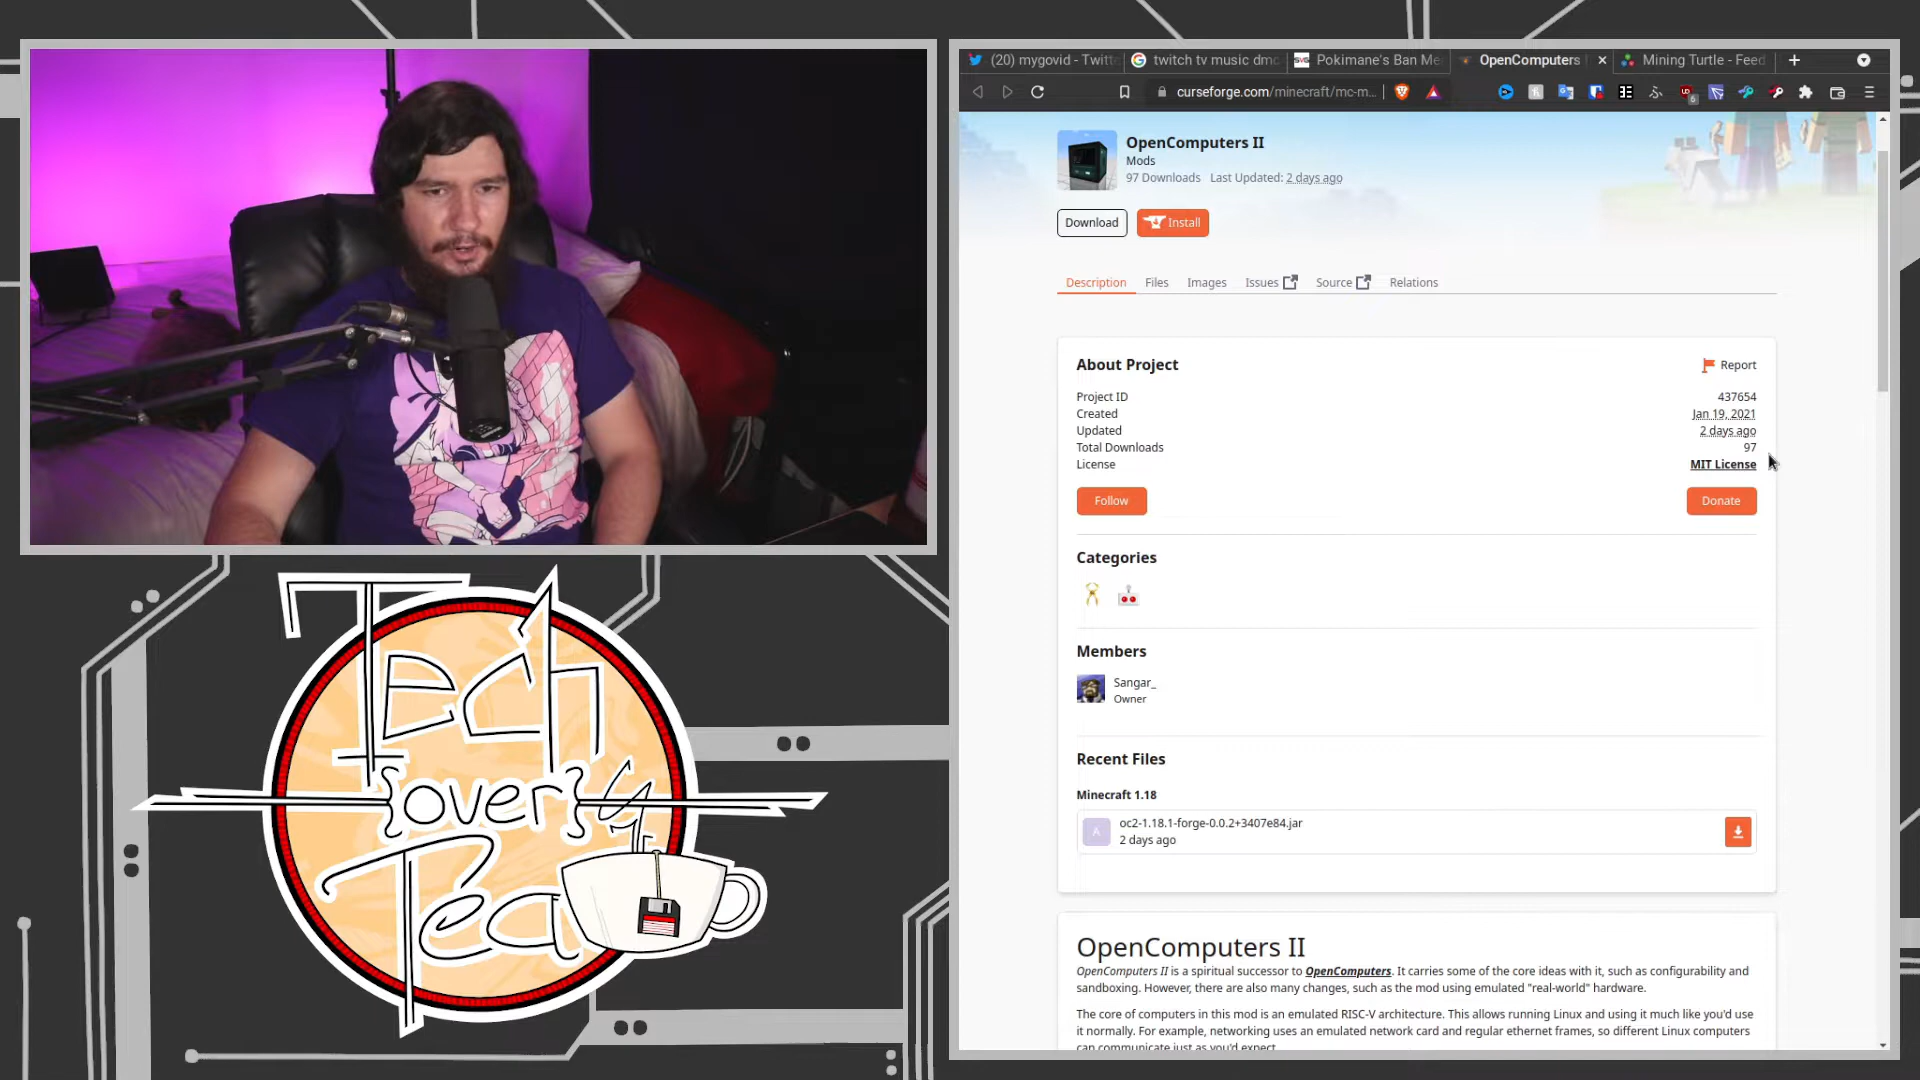 (20) mygovid - Twitt
twitch tv music dmc
Pokimane's Ban Me
OpenComputers
Mining Turtle - Feed
curseforge.com/minecraft/mc-m...
OpenComputers II
Mods
97 Downloads Last Updated: 2 days ago
Download
Install
Description
Files
Images
Issues
Source
Relations
About Project
Report
Project ID 437654
Created Jan 19, 2021
Updated 2 days ago
Total Downloads 97
License MIT License
Follow
Donate
Categories
Members
Sangar_
Owner
Recent Files
Minecraft 1.18
A
oc2-1.18.1-forge-0.0.2+3407e84.jar
2 days ago
OpenComputers II
OpenComputers II is a spiritual successor to OpenComputers. It carries some of the core ideas with it, such as configurability and
sandboxing. However, there are also many changes, such as the mod using emulated "real-world" hardware.
The core of computers in this mod is an emulated RISC-V architecture. This allows running Linux and using it much like you'd use
it normally. For example, networking uses an emulated network card and regular ethernet frames, so different Linux computers
can communicate just as you'd expect.
Tech
{over}
Tea